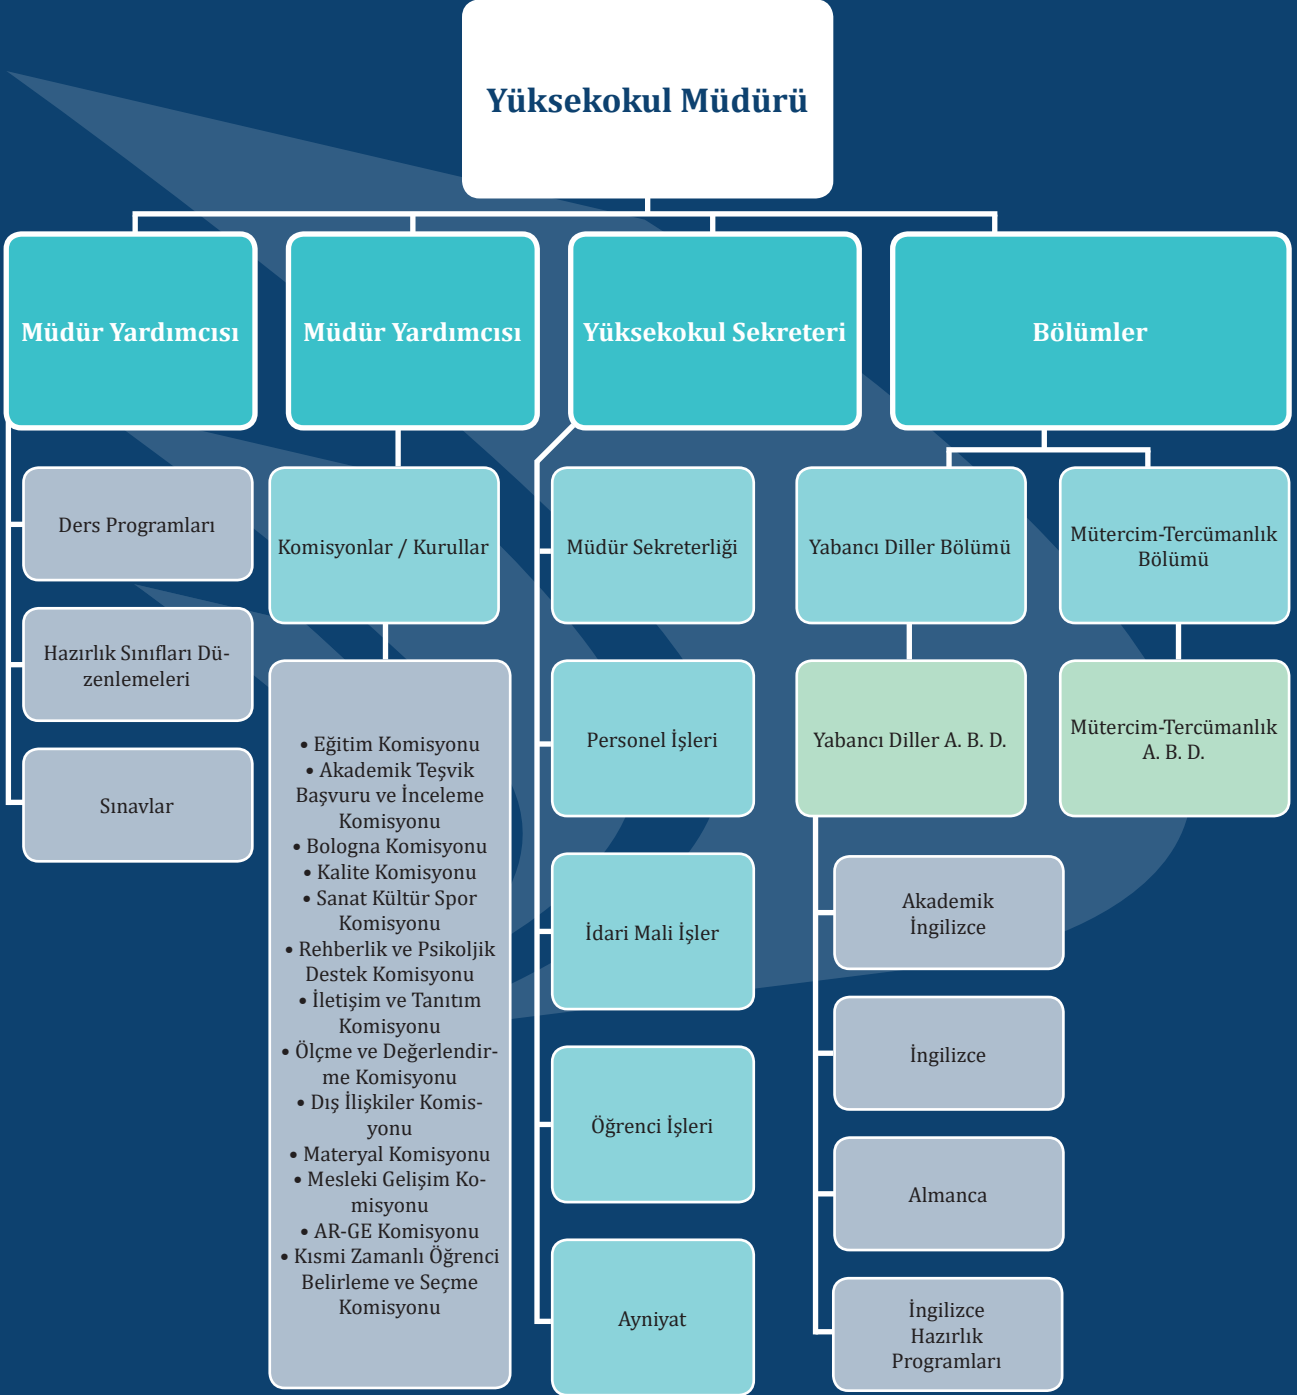 Yüksekokul Müdürü
Müdür Yardımcısı
Müdür Yardımcısı
Yüksekokul Sekreteri
Bölümler
Ders Programları
Hazırlık Sınıfları Dü-
zenlemeleri
Sınavlar
Komisyonlar / Kurullar
• Eğitim Komisyonu
• Akademik Teşvik
Başvuru ve İnceleme
Komisyonu
• Bologna Komisyonu
• Kalite Komisyonu
• Sanat Kültür Spor
Komisyonu
• Rehberlik ve Psikoljik
Destek Komisyonu
• İletişim ve Tanıtım
Komisyonu
• Ölçme ve Değerlendir-
me Komisyonu
• Dış İlişkiler Komis-
yonu
• Materyal Komisyonu
• Mesleki Gelişim Ko-
misyonu
• AR-GE Komisyonu
• Kısmi Zamanlı Öğrenci
Belirleme ve Seçme
Komisyonu
Müdür Sekreterliği
Personel İşleri
İdari Mali İşler
Öğrenci İşleri
Ayniyat
Yabancı Diller Bölümü
Yabancı Diller A. B. D.
Akademik
İngilizce
İngilizce
Almanca
İngilizce
Hazırlık
Programları
Mütercim-Tercümanlık
Bölümü
Mütercim-Tercümanlık
A. B. D.